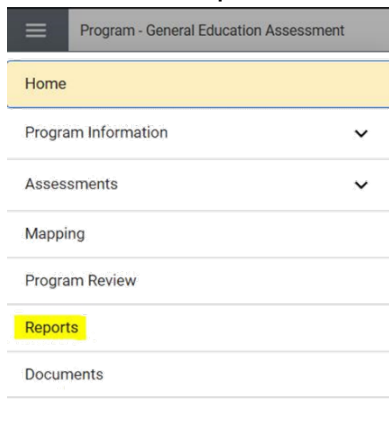 Program - General Education Assessment
Home
Program Information
Assessments
Mapping
Program Review
Reports
Documents